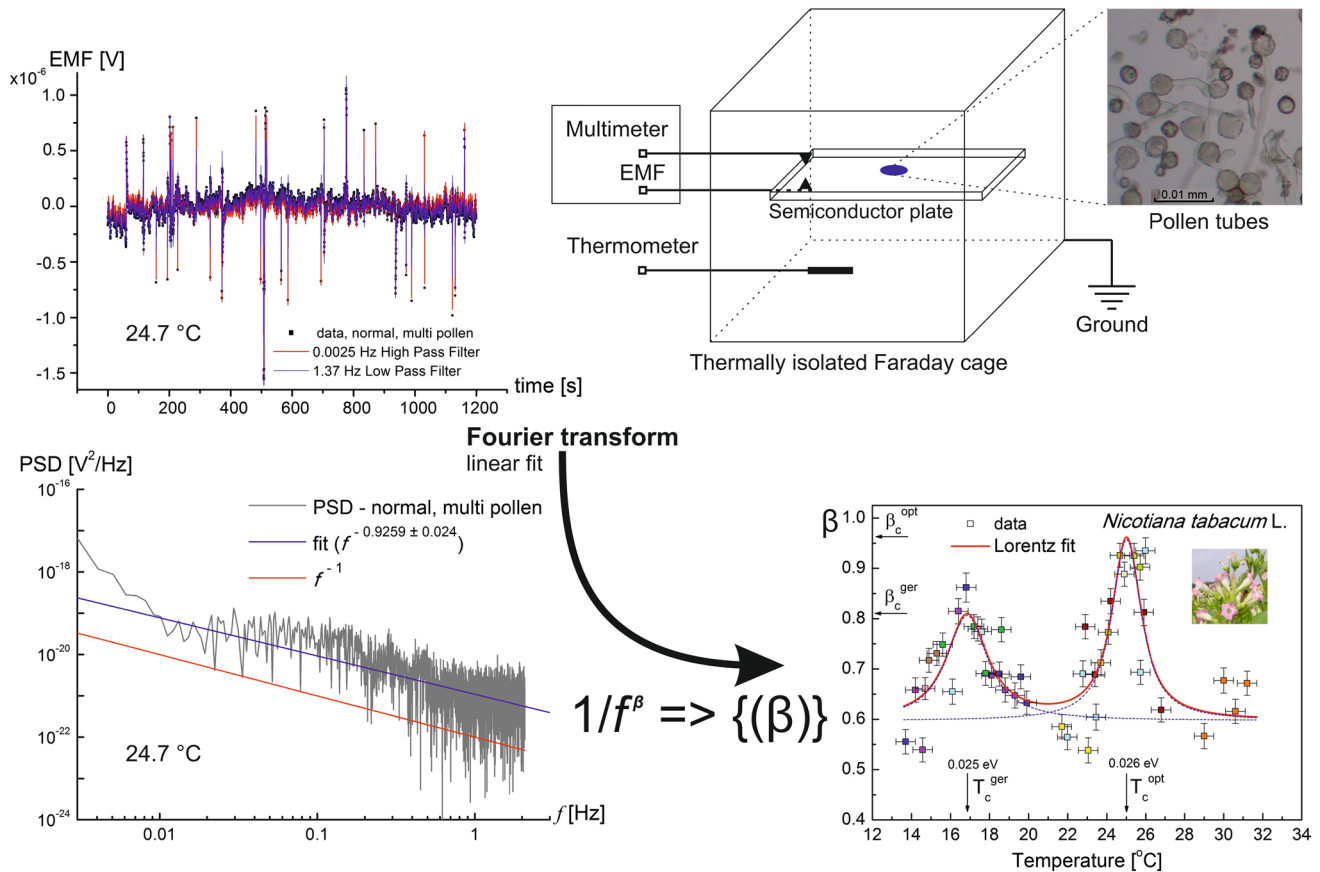 EMF [V]
x10⁻⁶
1.0
0.5
0.0
-0.5
-1.0
-1.5
24.7 °C
data, normal, multi pollen
0.0025 Hz High Pass Filter
1.37 Hz Low Pass Filter
time [s]
0 200 400 600 800 1000 1200
Multimeter
EMF
Thermometer
Semiconductor plate
Thermally isolated Faraday cage
Ground
0.01 mm
Pollen tubes
Fourier transform
linear fit
PSD [V²/Hz]
10⁻¹⁶
10⁻¹⁸
10⁻²⁰
10⁻²²
10⁻²⁴
PSD - normal, multi pollen
fit (f ⁻ ⁰·⁹²⁵⁹ ± ⁰·⁰²⁴)
f ⁻¹
24.7 °C
0.01 0.1 1
f [Hz]
1/f ᵝ => {(β)}
β
1.0
0.9
0.8
0.7
0.6
0.5
0.4
β_c^opt
β_c^ger
data
Lorentz fit
Nicotiana tabacum L.
0.025 eV
T_c^ger
0.026 eV
T_c^opt
12 14 16 18 20 22 24 26 28 30 32 34
Temperature [°C]